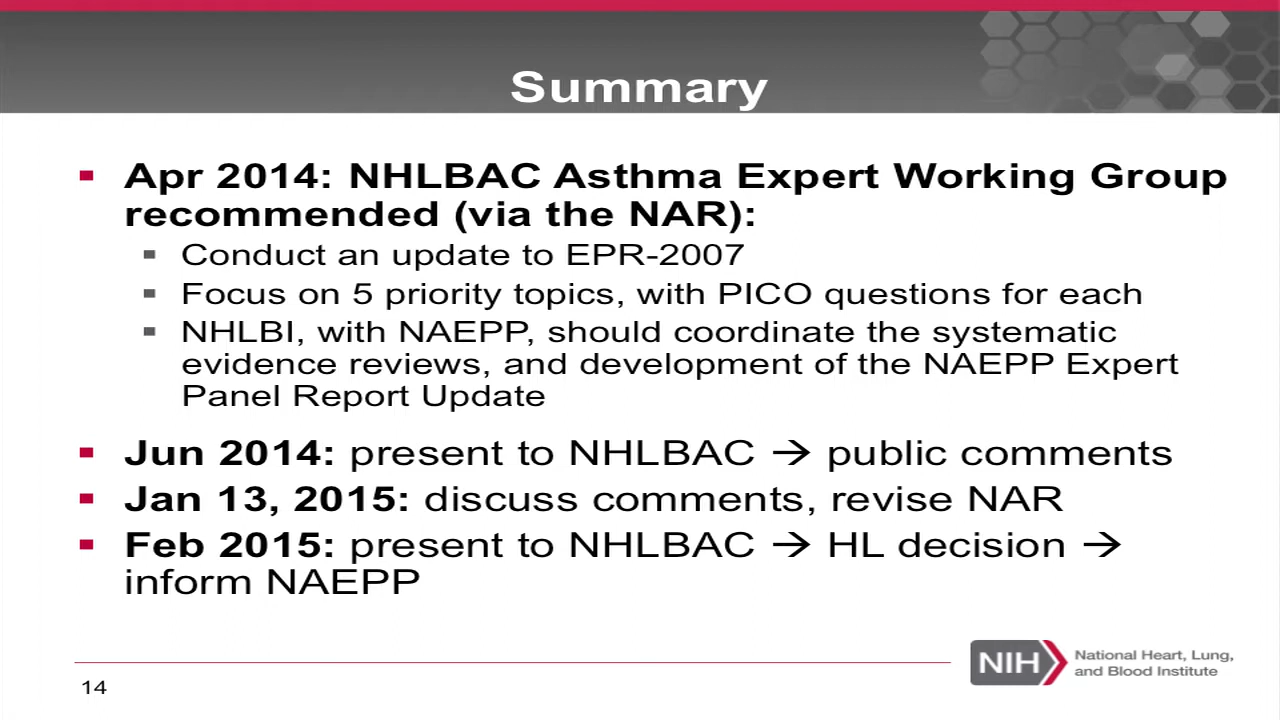 Summary
▪ Apr 2014: NHLBAC Asthma Expert Working Group
recommended (via the NAR):
▪ Conduct an update to EPR-2007
▪ Focus on 5 priority topics, with PICO questions for each
▪ NHLBI, with NAEPP, should coordinate the systematic
evidence reviews, and development of the NAEPP Expert
Panel Report Update
▪ Jun 2014: present to NHLBAC → public comments
▪ Jan 13, 2015: discuss comments, revise NAR
▪ Feb 2015: present to NHLBAC → HL decision →
inform NAEPP
NIH National Heart, Lung,
and Blood Institute
14